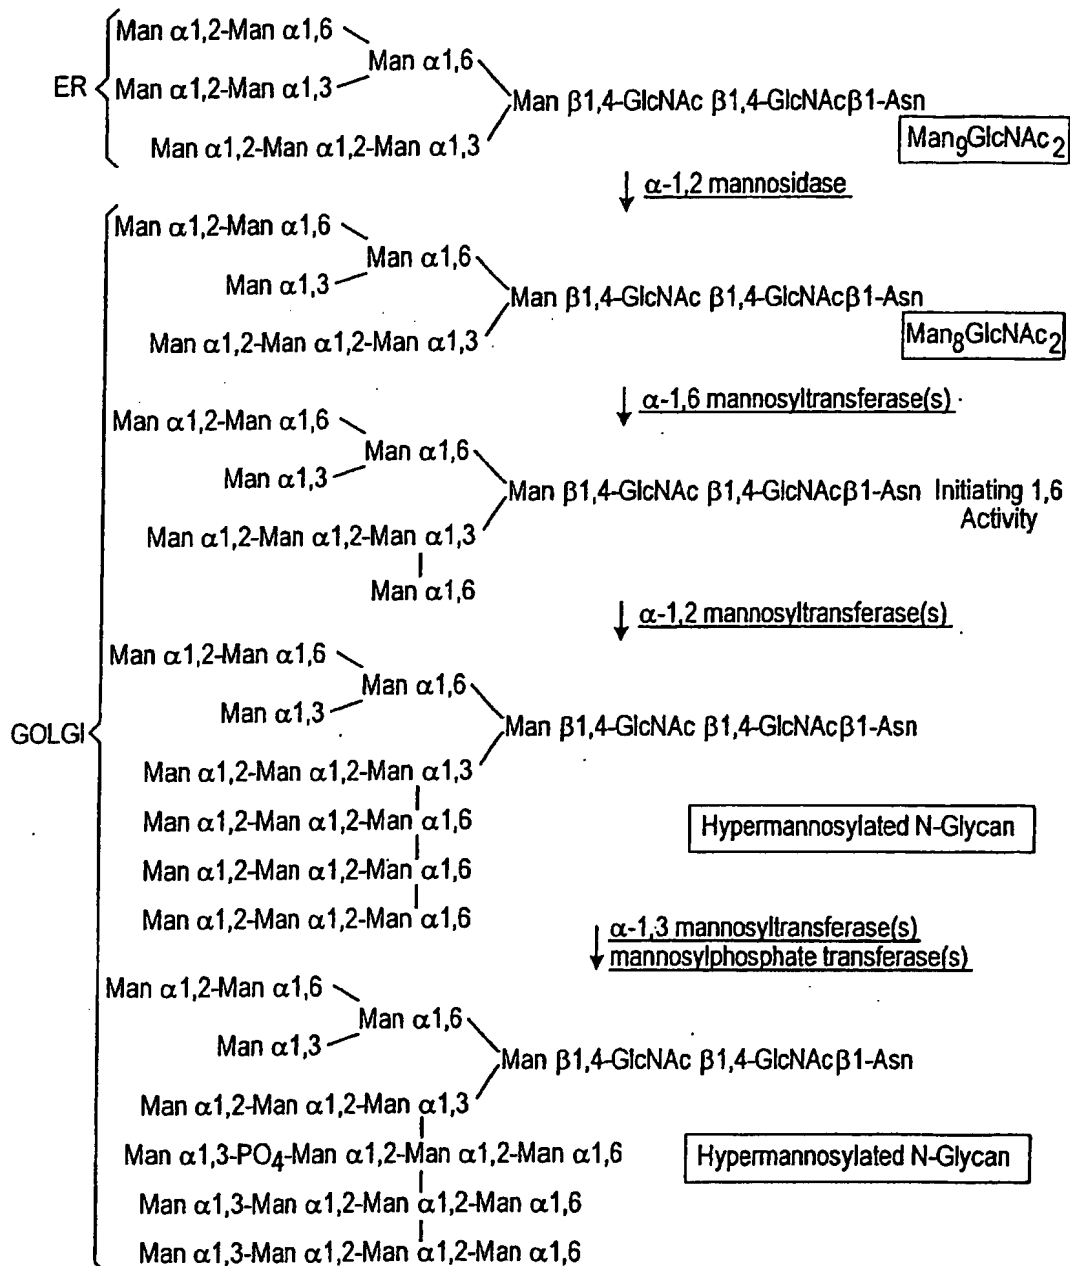 Man α1,2-Man α1,6
Man α1,6
ER
Man α1,2-Man α1,3
Man β1,4-GlcNAc β1,4-GlcNAcβ1-Asn
Man α1,2-Man α1,2-Man α1,3
Man9GlcNAc2
α-1,2 mannosidase
Man α1,2-Man α1,6
Man α1,6
Man α1,3
Man β1,4-GlcNAc β1,4-GlcNAcβ1-Asn
Man α1,2-Man α1,2-Man α1,3
Man8GlcNAc2
α-1,6 mannosyltransferase(s)
Man α1,2-Man α1,6
Man α1,6
Man α1,3
Man β1,4-GlcNAc β1,4-GlcNAcβ1-Asn Initiating 1,6
Activity
Man α1,2-Man α1,2-Man α1,3
Man α1,6
α-1,2 mannosyltransferase(s)
Man α1,2-Man α1,6
Man α1,6
Man α1,3
GOLGI
Man β1,4-GlcNAc β1,4-GlcNAcβ1-Asn
Man α1,2-Man α1,2-Man α1,3
Man α1,2-Man α1,2-Man α1,6
Hypermannosylated N-Glycan
Man α1,2-Man α1,2-Man α1,6
Man α1,2-Man α1,2-Man α1,6
α-1,3 mannosyltransferase(s)
mannosylphosphate transferase(s)
Man α1,2-Man α1,6
Man α1,6
Man α1,3
Man β1,4-GlcNAc β1,4-GlcNAcβ1-Asn
Man α1,2-Man α1,2-Man α1,3
Man α1,3-PO4-Man α1,2-Man α1,2-Man α1,6
Hypermannosylated N-Glycan
Man α1,3-Man α1,2-Man α1,2-Man α1,6
Man α1,3-Man α1,2-Man α1,2-Man α1,6